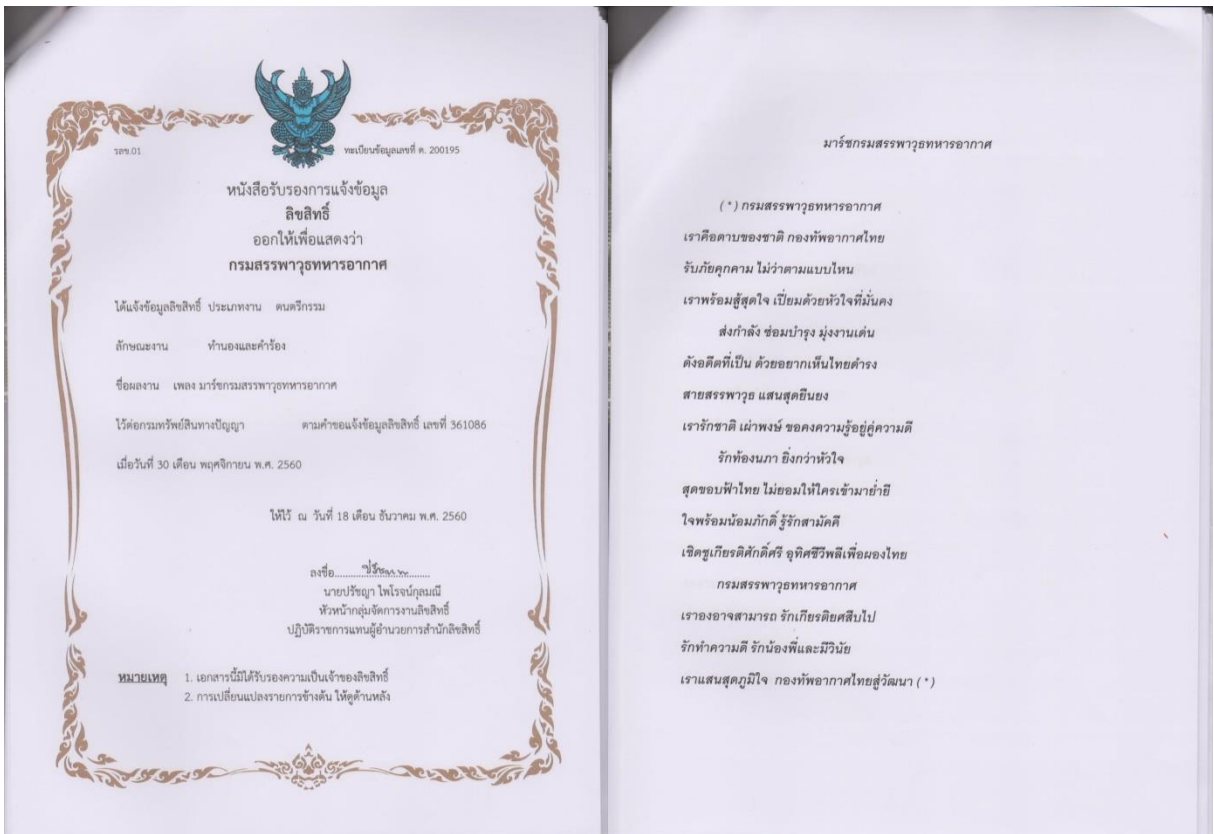 รลข.01
ทะเบียนข้อมูลเลขที่ ด. 200195
หนังสือรับรองการแจ้งข้อมูล
ลิขสิทธิ์
ออกให้เพื่อแสดงว่า
กรมสรรพาวุธทหารอากาศ
ได้แจ้งข้อมูลลิขสิทธิ์ ประเภทงาน ดนตรีกรรม
ลักษณะงาน ทำนองและคำร้อง
ชื่อผลงาน เพลง มาร์ชกรมสรรพาวุธทหารอากาศ
ไว้ต่อกรมทรัพย์สินทางปัญญา ตามคำขอแจ้งข้อมูลลิขสิทธิ์ เลขที่ 361086
เมื่อวันที่ 30 เดือน พฤศจิกายน พ.ศ. 2560
ให้ไว้ ณ วันที่ 18 เดือน ธันวาคม พ.ศ. 2560
ลงชื่อ
นายปรัชญา ไพโรจน์กุลมณี
หัวหน้ากลุ่มจัดการงานลิขสิทธิ์
ปฏิบัติราชการแทนผู้อำนวยการสำนักลิขสิทธิ์
หมายเหตุ 1. เอกสารนี้มิได้รับรองความเป็นเจ้าของลิขสิทธิ์
2. การเปลี่ยนแปลงรายการข้างต้น ให้ดูด้านหลัง
มาร์ชกรมสรรพาวุธทหารอากาศ
(*) กรมสรรพาวุธทหารอากาศ
เราคือดาบของชาติ กองทัพอากาศไทย
รับภัยคุกคาม ไม่ว่าตามแบบไหน
เราพร้อมสู้สุดใจ เปี่ยมด้วยหัวใจที่มั่นคง
ส่งกำลัง ซ่อมบำรุง มุ่งงานเด่น
ดังอดีตที่เป็น ด้วยอยากเห็นไทยดำรง
สายสรรพาวุธ แสนสุดยืนยง
เรารักชาติ เผ่าพงษ์ ขอคงความรู้อยู่คู่ความดี
รักท้องนภา ยิ่งกว่าหัวใจ
สุดขอบฟ้าไทย ไม่ยอมให้ใครเข้ามาย่ำยี
ใจพร้อมน้อมภักดิ์ รู้รักสามัคคี
เชิดชูเกียรติศักดิ์ศรี อุทิศชีวีพลีเพื่อผองไทย
กรมสรรพาวุธทหารอากาศ
เราองอาจสามารถ รักเกียรติยศสืบไป
รักทำความดี รักน้องพี่และมีวินัย
เราแสนสุดภูมิใจ กองทัพอากาศไทยสู่วัฒนา (*)